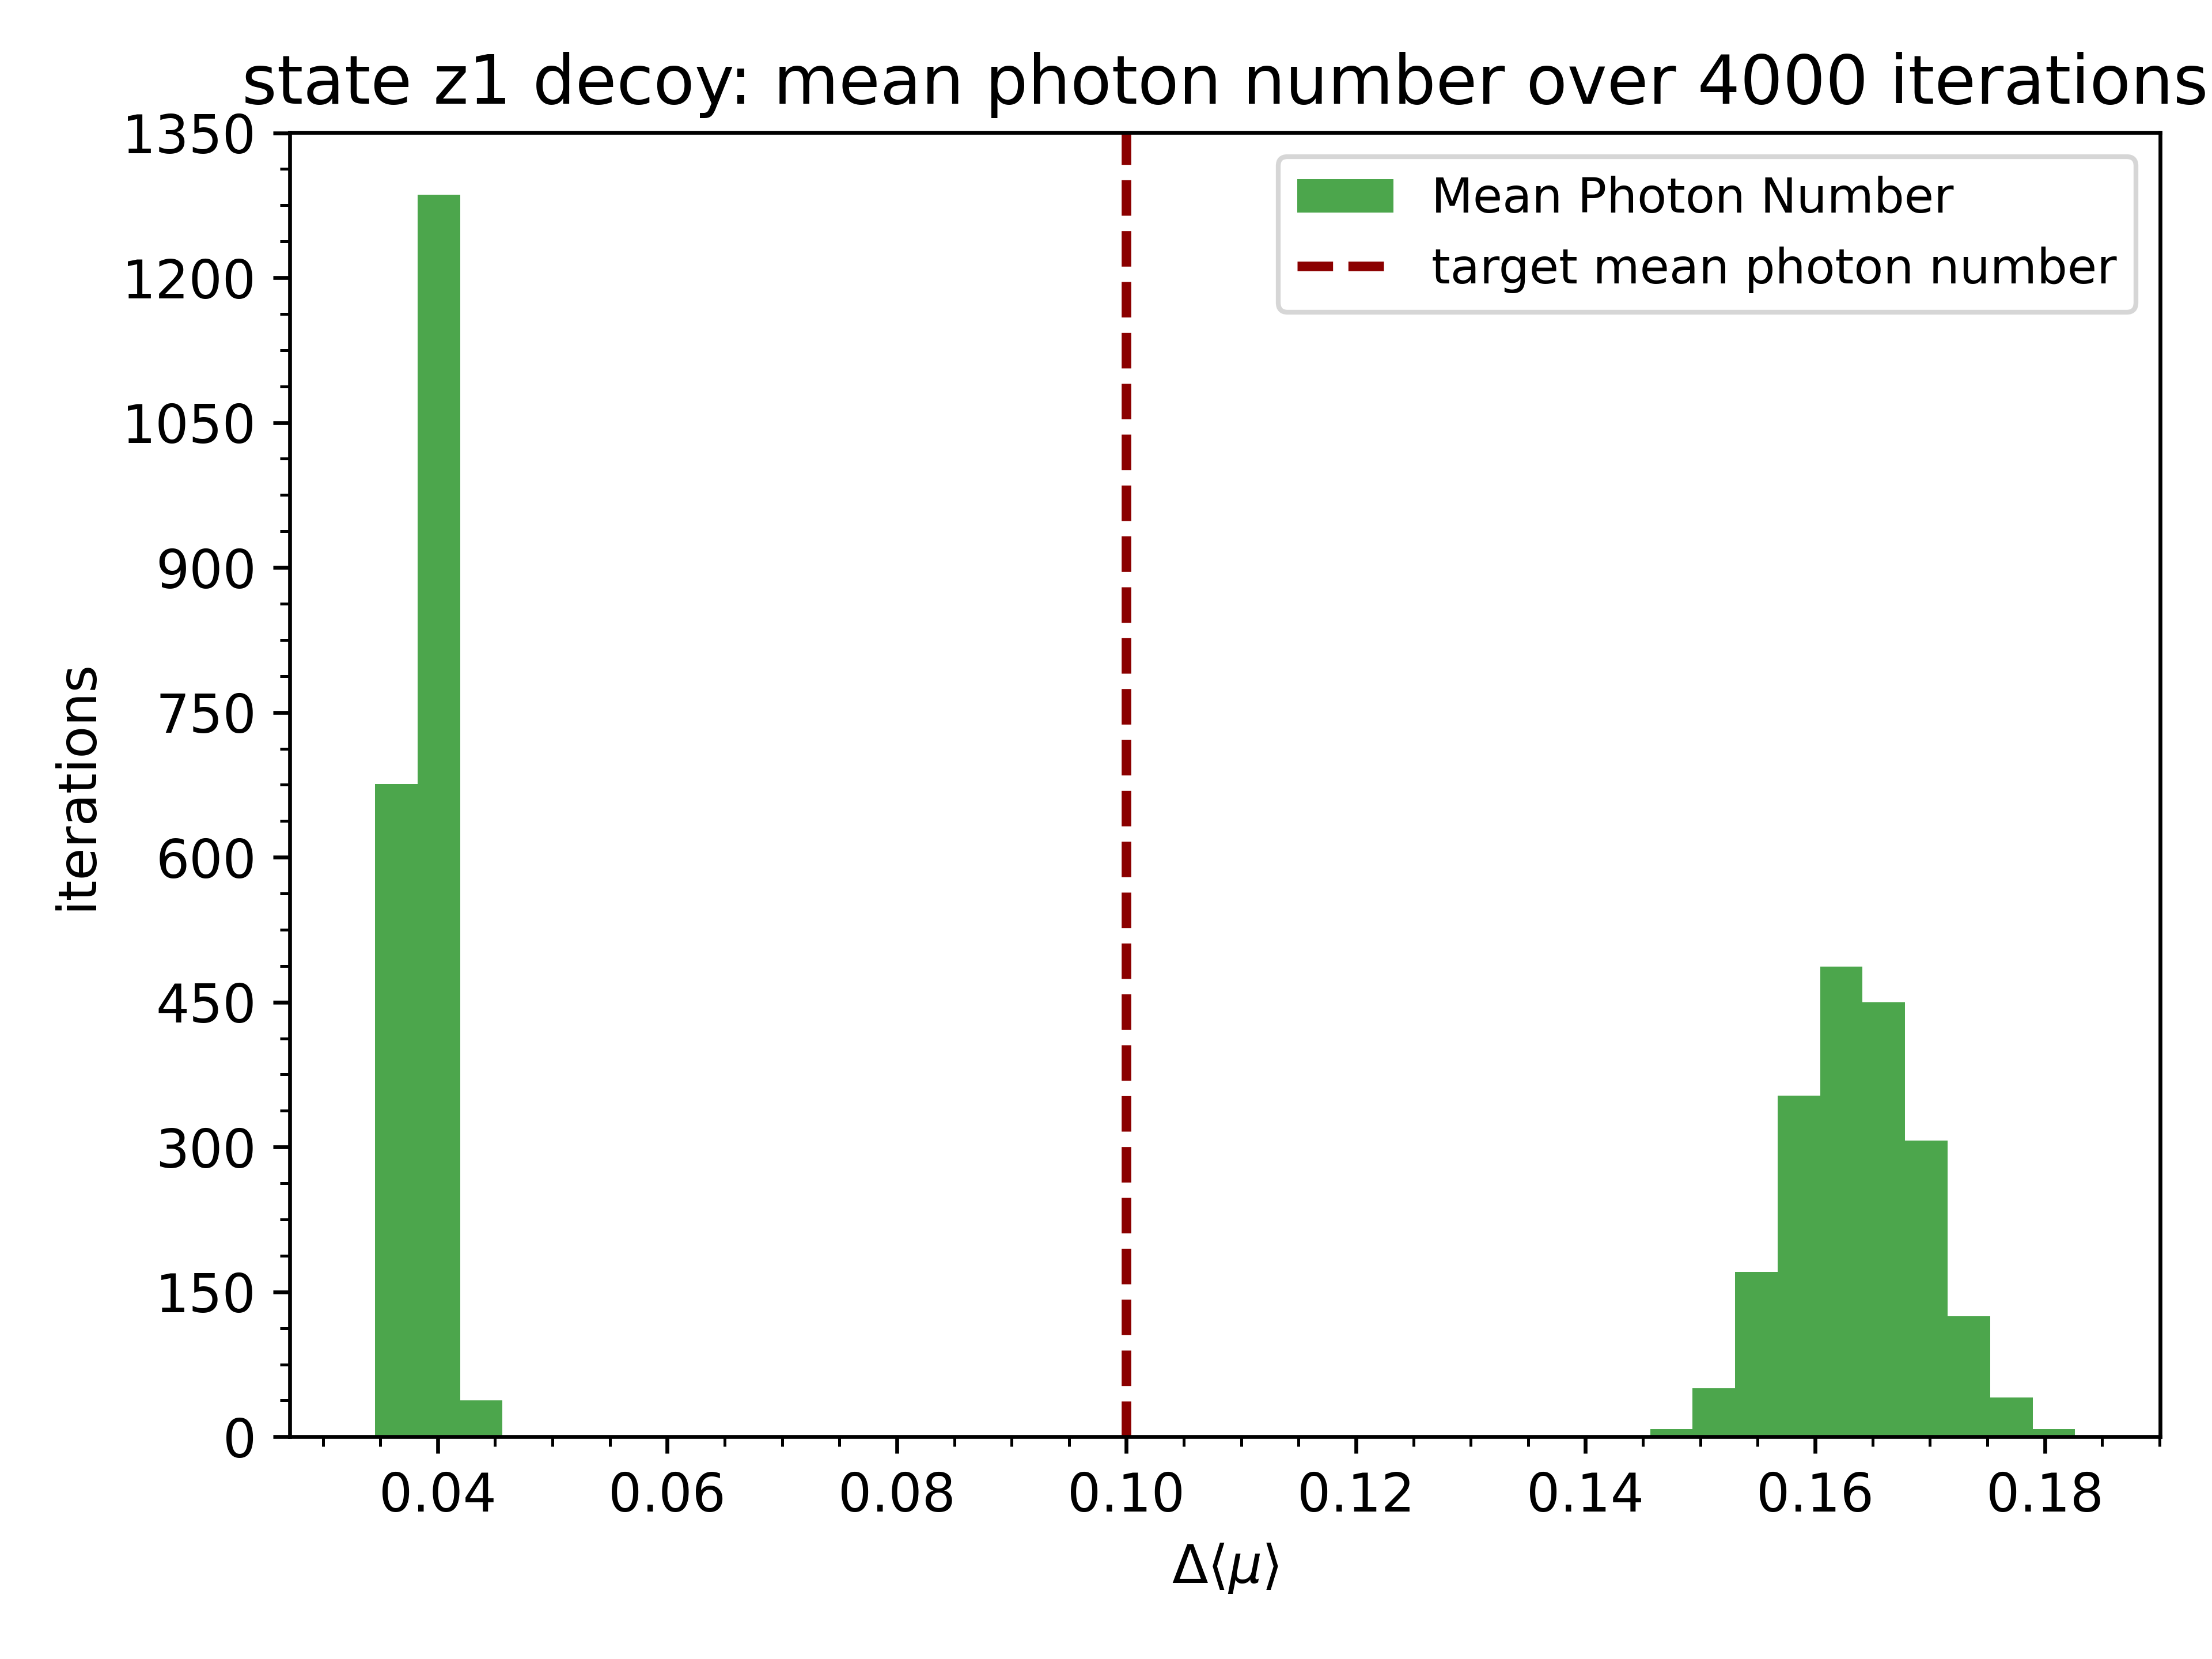 state z1 decoy: mean photon number over 4000 iterations
1350
1200
1050
900
750
600
450
300
150
0
iterations
Mean Photon Number
target mean photon number
0.04 0.06 0.08 0.10 0.12 0.14 0.16 0.18
Δ⟨μ⟩